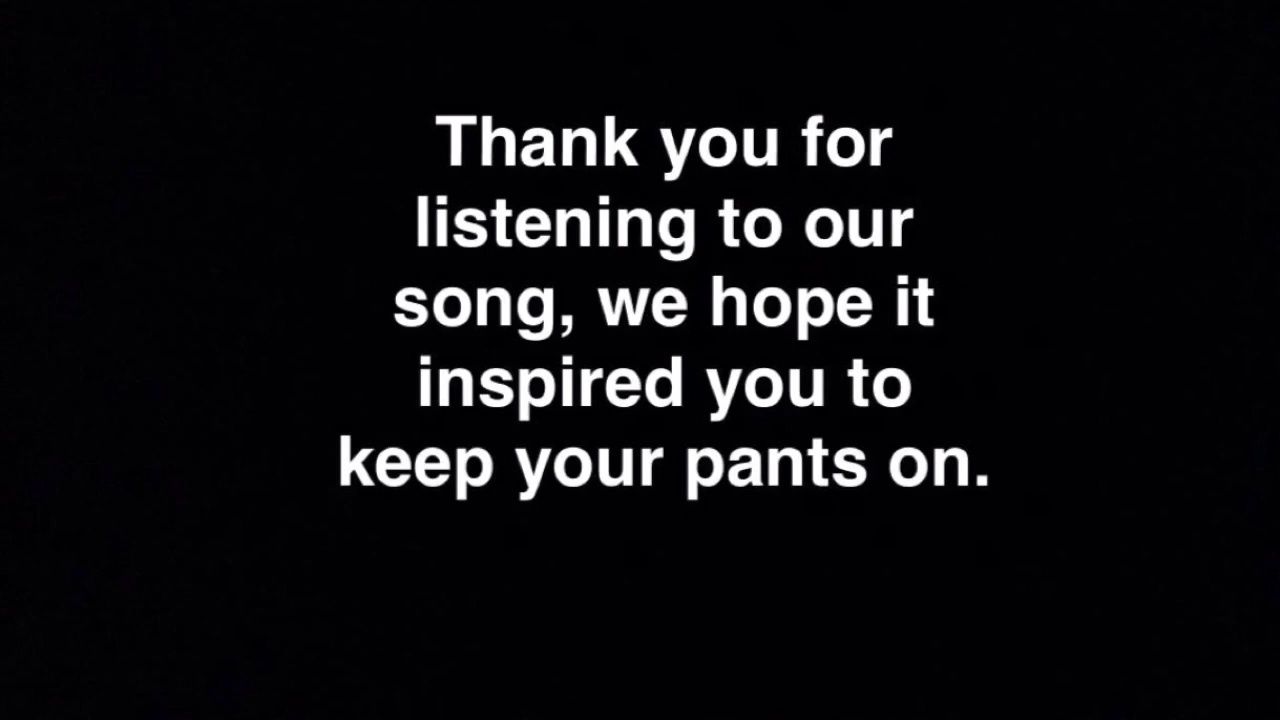 Thank you for
listening to our
song, we hope it
inspired you to
keep your pants on.